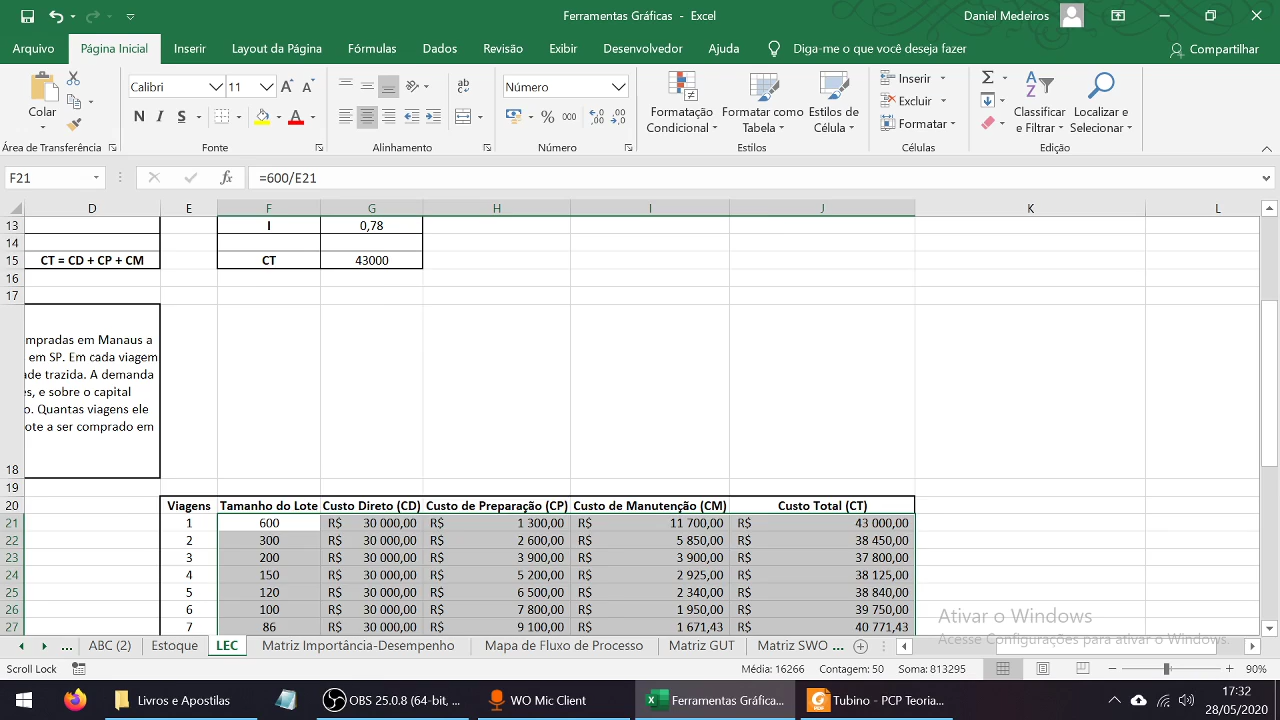 Ferramentas Gráficas - Excel
Daniel Medeiros
Arquivo
Página Inicial
Inserir
Layout da Página
Fórmulas
Dados
Revisão
Exibir
Desenvolvedor
Ajuda
Diga-me o que você deseja fazer
Compartilhar
Colar
Calibri
11
N I S
Número
Formatação Condicional
Formatar como Tabela
Estilos de Célula
Inserir
Excluir
Formatar
Classificar e Filtrar
Localizar e Selecionar
Área de Transferência
Fonte
Alinhamento
Número
Estilos
Células
Edição
F21
fx
=600/E21
D E F G H I J K L
13 I 0,78
14
15 CT = CD + CP + CM CT 43000
16
17
mpradas em Manaus a
em SP. Em cada viagem
de trazida. A demanda
s, e sobre o capital
o. Quantas viagens ele
ote a ser comprado em
18
19
20 Viagens Tamanho do Lote Custo Direto (CD) Custo de Preparação (CP) Custo de Manutenção (CM) Custo Total (CT)
21 1 600 R$ 30 000,00 R$ 1 300,00 R$ 11 700,00 R$ 43 000,00
22 2 300 R$ 30 000,00 R$ 2 600,00 R$ 5 850,00 R$ 38 450,00
23 3 200 R$ 30 000,00 R$ 3 900,00 R$ 3 900,00 R$ 37 800,00
24 4 150 R$ 30 000,00 R$ 5 200,00 R$ 2 925,00 R$ 38 125,00
25 5 120 R$ 30 000,00 R$ 6 500,00 R$ 2 340,00 R$ 38 840,00
26 6 100 R$ 30 000,00 R$ 7 800,00 R$ 1 950,00 R$ 39 750,00
27 7 86 R$ 30 000,00 R$ 9 100,00 R$ 1 671,43 R$ 40 771,43
Ativar o Windows
Acesse Configurações para ativar o Windows.
... ABC (2) Estoque LEC Matriz Importância Desempenho Mapa de Fluxo de Processo Matriz GUT Matriz SWO ...
Scroll Lock
Média: 16266 Contagem: 50 Soma: 813295
90%
Livros e Apostilas
OBS 25.0.8 (64-bit, ...
WO Mic Client
Ferramentas Gráfica...
Tubino - PCP Teoria...
17:32
28/05/2020